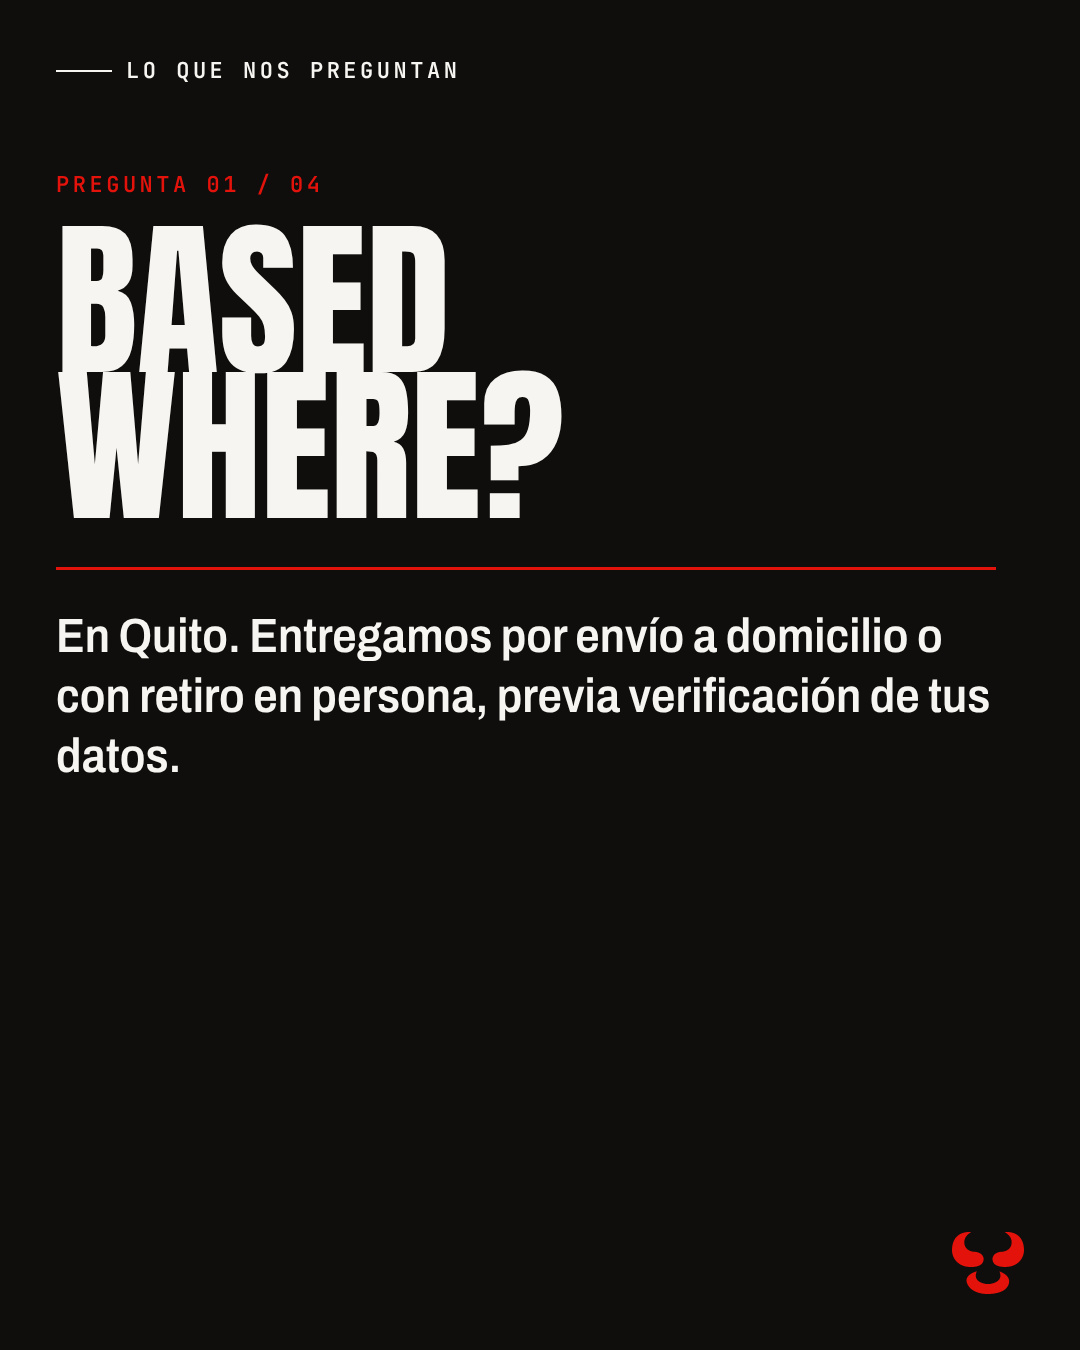 LO QUE NOS PREGUNTAN
PREGUNTA 01 / 04
BASED
WHERE?
En Quito. Entregamos por envío a domicilio o
con retiro en persona, previa verificación de tus
datos.